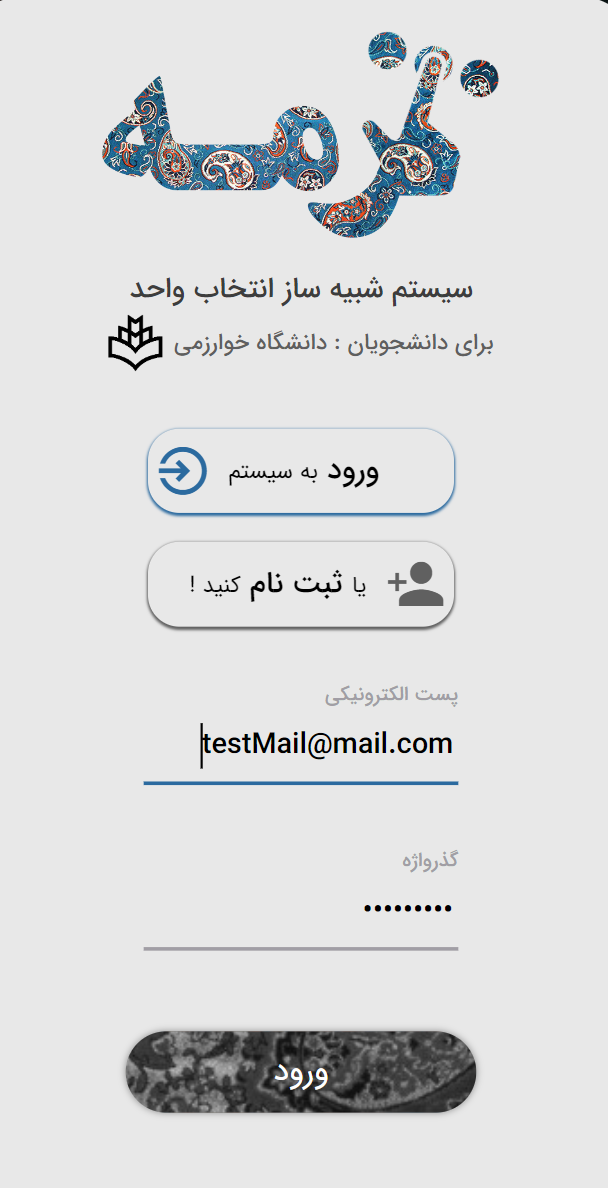 ترمه
سیستم شبیه ساز انتخاب واحد
برای دانشجویان : دانشگاه خوارزمی
ورود به سیستم
یا ثبت نام کنید !
پست الکترونیکی
testMail@mail.com
گذرواژه
•••••••••
ورود